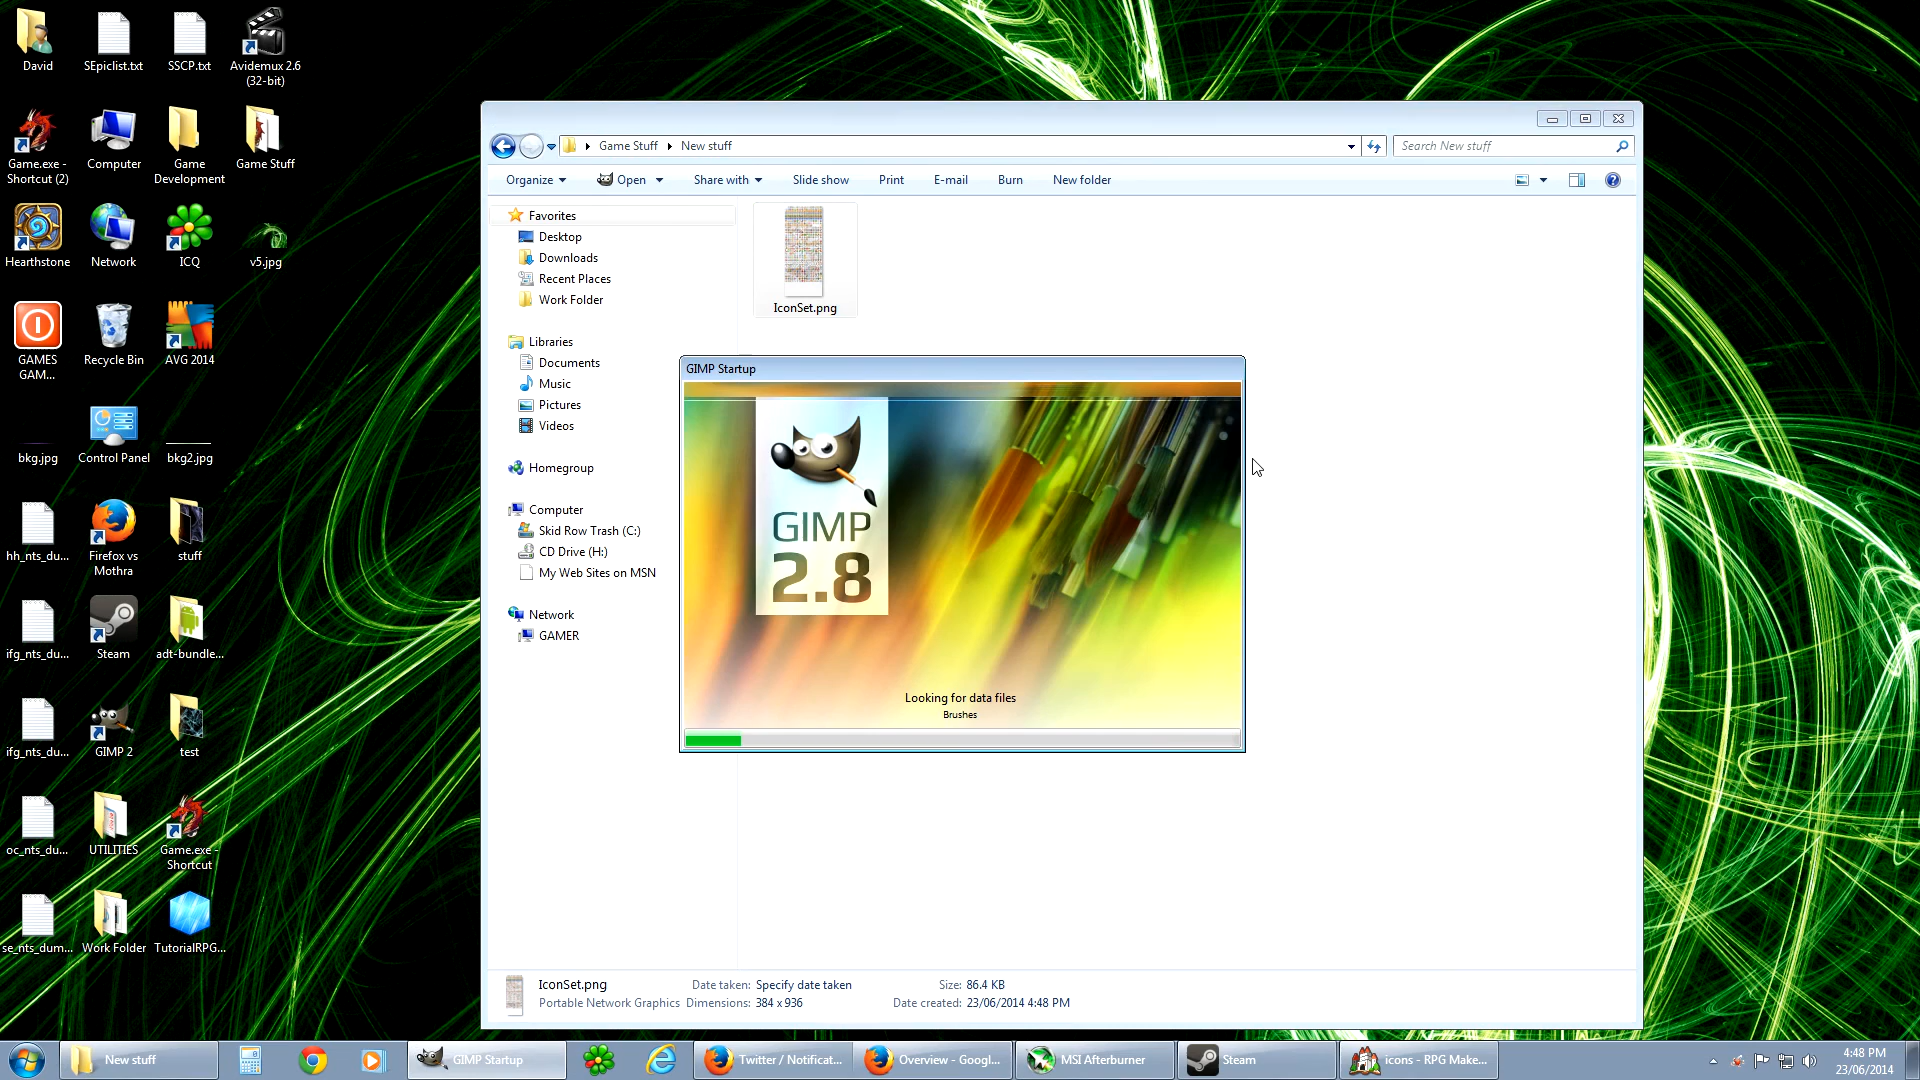 David
SEpiclist.txt
SSCP.txt
Avidemux 2.6
(32-bit)
Game.exe -
Shortcut (2)
Computer
Game
Development
Game Stuff
Hearthstone
Network
ICQ
v5.jpg
GAMES
GAM...
Recycle Bin
AVG 2014
bkg.jpg
Control Panel
bkg2.jpg
hh_nts_du...
Firefox vs
Mothra
stuff
ifg_nts_du...
Steam
adt-bundle...
ifg_nts_du...
GIMP 2
test
oc_nts_du...
UTILITIES
Game.exe -
Shortcut
se_nts_dum...
Work Folder
TutorialRPG...
Game Stuff
New stuff
Search New stuff
Organize
Open
Share with
Slide show
Print
E-mail
Burn
New folder
Favorites
Desktop
Downloads
Recent Places
Work Folder
Libraries
Documents
Music
Pictures
Videos
Homegroup
Computer
Skid Row Trash (C:)
CD Drive (H:)
My Web Sites on MSN
Network
GAMER
IconSet.png
GIMP Startup
GIMP
2.8
Looking for data files
Brushes
IconSet.png
Date taken: Specify date taken
Size: 86.4 KB
Portable Network Graphics
Dimensions: 384 x 936
Date created: 23/06/2014 4:48 PM
New stuff
GIMP Startup
Twitter / Notificat...
Overview - Googl...
MSI Afterburner
Steam
icons - RPG Make...
4:48 PM
23/06/2014